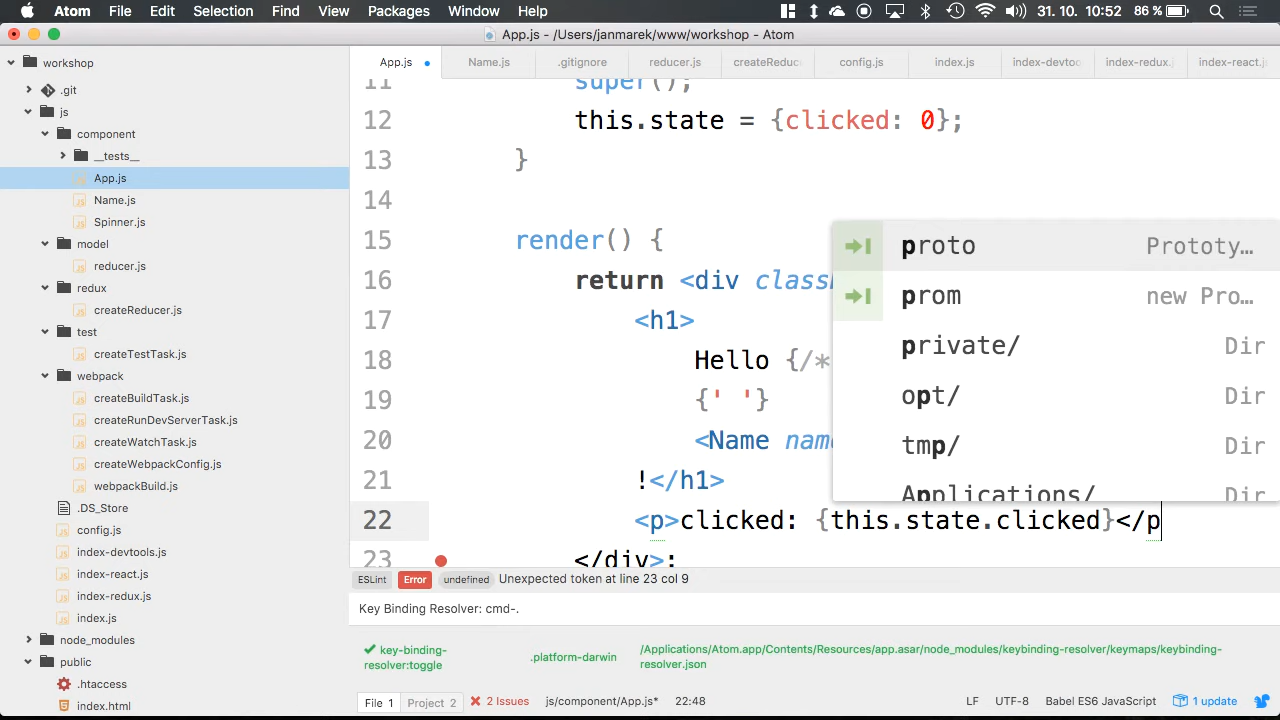 Atom File Edit Selection Find View Packages Window Help 31. 10. 10:52 86 %
App.js - /Users/janmarek/www/workshop - Atom
workshop
.git
js
component
__tests__
App.js
Name.js
Spinner.js
model
reducer.js
redux
createReducer.js
test
createTestTask.js
webpack
createBuildTask.js
createRunDevServerTask.js
createWatchTask.js
createWebpackConfig.js
webpackBuild.js
.DS_Store
config.js
index-devtools.js
index-react.js
index-redux.js
index.js
node_modules
public
.htaccess
index.html
App.js Name.js .gitignore reducer.js createReduc config.js index.js index-devtoo index-redux.j index-react.j
11 super();
12 this.state = {clicked: 0};
13 }
14
15 render() {
16 return <div class
17 <h1>
18 Hello {/*
19 {' '}
20 <Name name
21 !</h1>
22 <p>clicked: {this.state.clicked}</p
23 </div>;
proto Prototy…
prom new Pro…
private/ Dir
opt/ Dir
tmp/ Dir
Applications/ Dir
ESLint Error undefined Unexpected token at line 23 col 9
Key Binding Resolver: cmd-.
key-binding-
resolver:toggle
.platform-darwin
/Applications/Atom.app/Contents/Resources/app.asar/node_modules/keybinding-resolver/keymaps/keybinding-
resolver.json
File 1 Project 2 2 Issues js/component/App.js* 22:48 LF UTF-8 Babel ES6 JavaScript 1 update